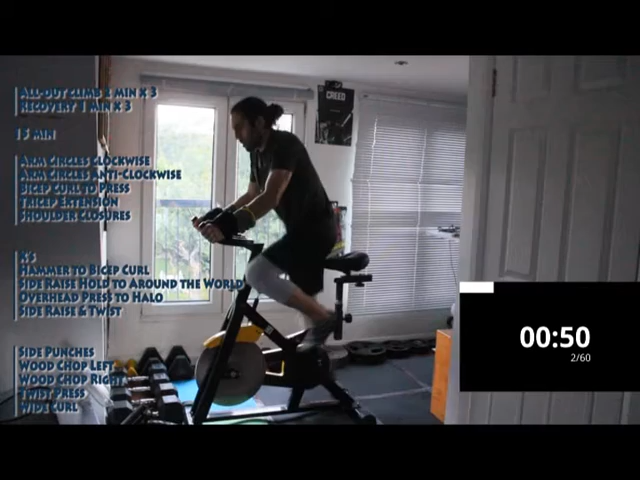 All-out climb 2 min x 3
Recovery 1 min x 3
15 min
Arm Circles Clockwise
Arm Circles Anti-Clockwise
Bicep Curl to Press
Tricep Extension
Shoulder Closures
R's
Hammer to Bicep Curl
Side Raise Hold to Around the World
Overhead Press to Halo
Side Raise & Twist
Side Punches
Wood Chop Left
Wood Chop Right
Twist Press
Wide Curl
CREED
00:50
2/60